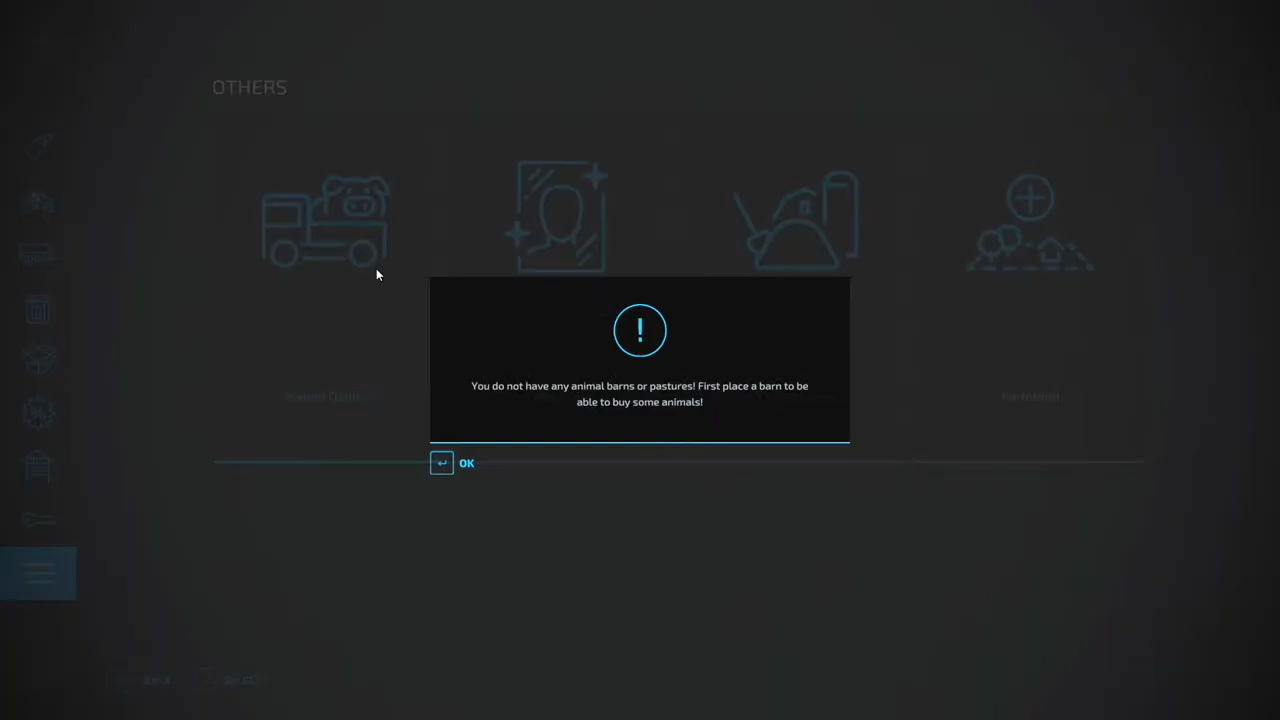 OTHERS
You do not have any animal barns or pastures! First place a barn to be
able to buy some animals!
OK